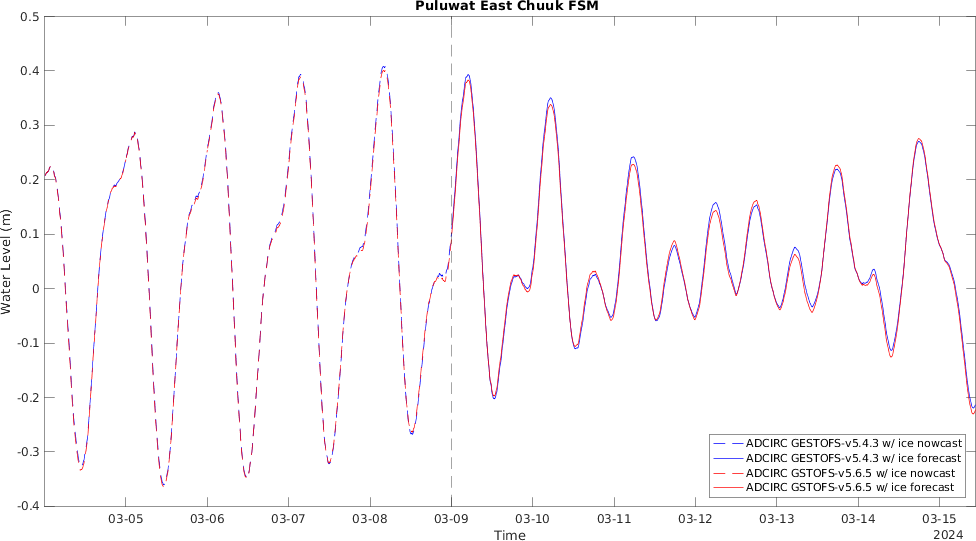 Puluwat East Chuuk FSM
Water Level (m)
0.5
0.4
0.3
0.2
0.1
0
-0.1
-0.2
-0.3
-0.4
ADCIRC GESTOFS-v5.4.3 w/ ice nowcast
ADCIRC GESTOFS-v5.4.3 w/ ice forecast
ADCIRC GSTOFS-v5.6.5 w/ ice nowcast
ADCIRC GSTOFS-v5.6.5 w/ ice forecast
03-05 03-06 03-07 03-08 03-09 03-10 03-11 03-12 03-13 03-14 03-15
Time
2024